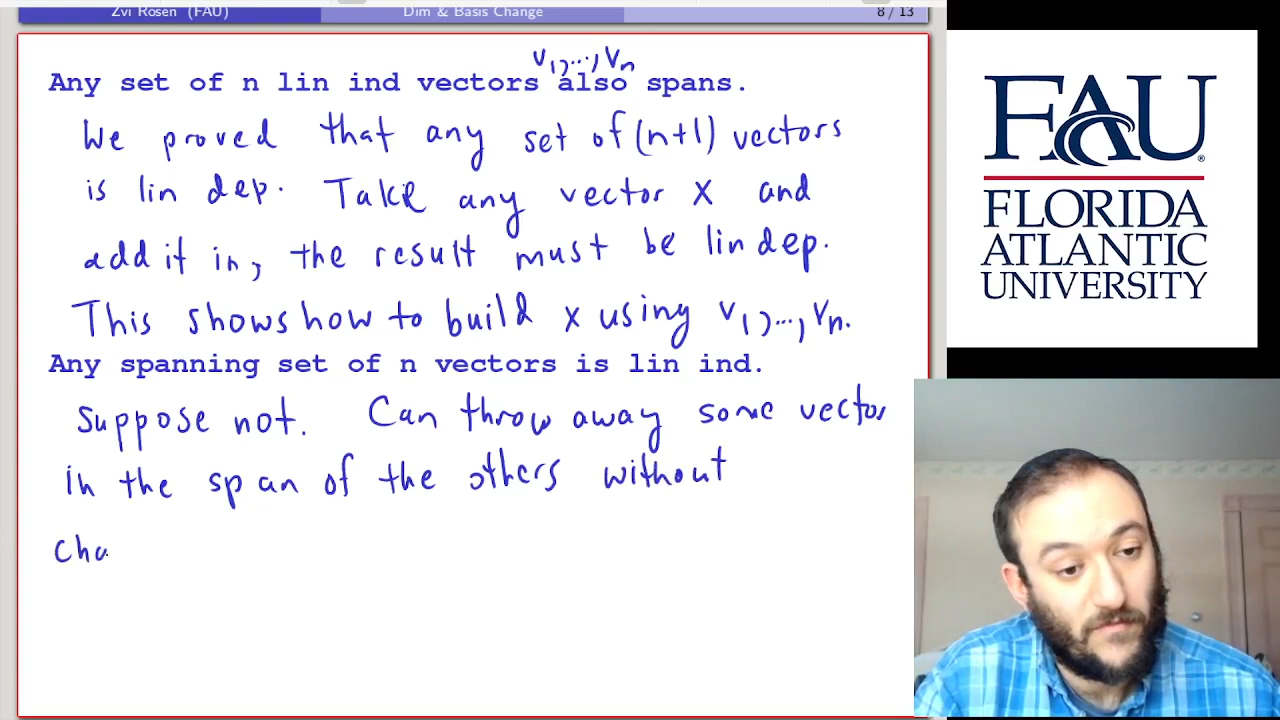 Zvi Rosen (FAU) Dim & Basis Change 8 / 13
v1,...,vn
Any set of n lin ind vectors also spans.
We proved that any set of (n+1) vectors
is lin dep. Take any vector x and
add it in, the result must be lin dep.
This shows how to build x using v1,...,vn.
Any spanning set of n vectors is lin ind.
Suppose not. Can throw away some vector
in the span of the others without
cha
FAU
FLORIDA
ATLANTIC
UNIVERSITY